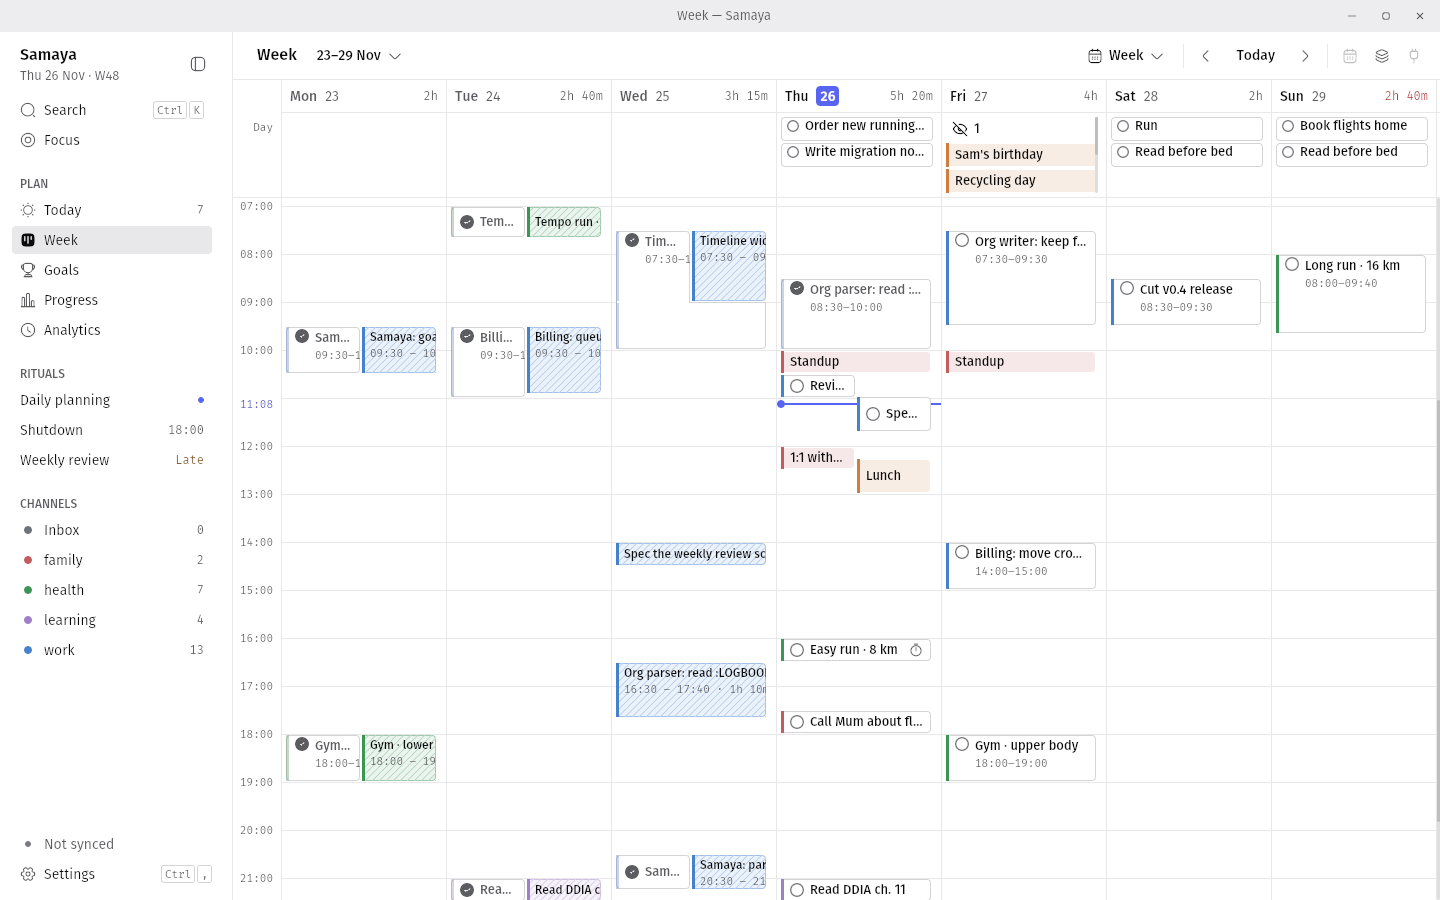 Week — Samaya
Samaya
Thu 26 Nov · W48
Search Ctrl K
Focus
PLAN
Today 7
Week
Goals
Progress
Analytics
RITUALS
Daily planning
Shutdown 18:00
Weekly review Late
CHANNELS
Inbox 0
family 2
health 7
learning 4
work 13
Not synced
Settings Ctrl ,
Week 23–29 Nov
Week
Today
Mon 23 2h
Tue 24 2h 40m
Wed 25 3h 15m
Thu 26 5h 20m
Fri 27 4h
Sat 28 2h
Sun 29 2h 40m
Day
Order new running…
Write migration no…
1
Sam's birthday
Recycling day
Run
Read before bed
Book flights home
Read before bed
07:00
08:00
09:00
10:00
11:08
12:00
13:00
14:00
15:00
16:00
17:00
18:00
19:00
20:00
21:00
Sam…
09:30–1
Samaya: goa
09:30 – 10
Gym…
18:00–1
Gym · lower
18:00 – 19
Tem…
Tempo run ·
Billi…
09:30–1
Billing: queu
09:30 – 10
Rea…
Read DDIA c
Tim…
07:30–1
Timeline wid
07:30 – 09
Spec the weekly review sc
Org parser: read :LOGBOO
16:30 – 17:40 · 1h 10m
Sam…
Samaya: par
20:30 – 21
Org parser: read :…
08:30–10:00
Standup
Revi…
Spe…
1:1 with…
Lunch
Easy run · 8 km
Call Mum about fl…
Read DDIA ch. 11
Org writer: keep f…
07:30–09:30
Standup
Billing: move cro…
14:00–15:00
Gym · upper body
18:00–19:00
Cut v0.4 release
08:30–09:30
Long run · 16 km
08:00–09:40